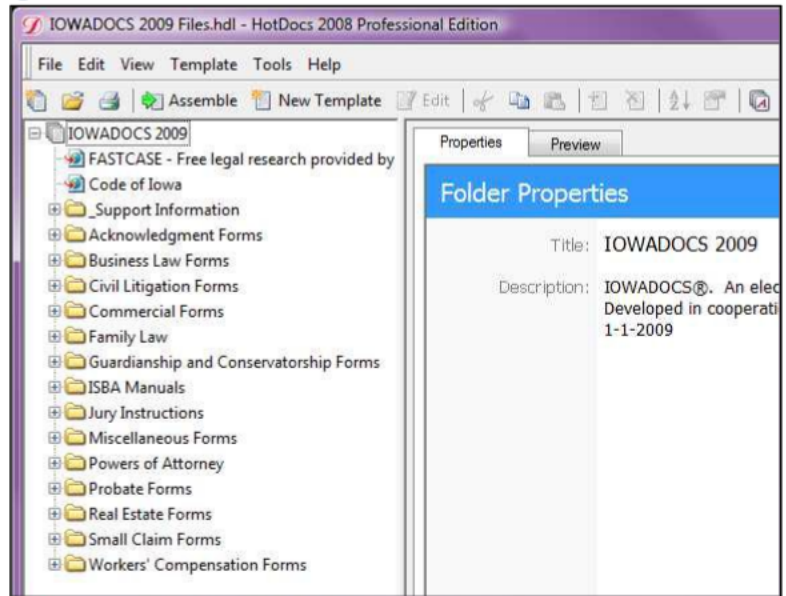 IOWADOCS 2009 Files.hdl - HotDocs 2008 Professional Edition
File Edit View Template Tools Help
Assemble New Template Edit
IOWADOCS 2009
FASTCASE - Free legal research provided by
Code of Iowa
_Support Information
Acknowledgment Forms
Business Law Forms
Civil Litigation Forms
Commercial Forms
Family Law
Guardianship and Conservatorship Forms
ISBA Manuals
Jury Instructions
Miscellaneous Forms
Powers of Attorney
Probate Forms
Real Estate Forms
Small Claim Forms
Workers' Compensation Forms
Properties Preview
Folder Properties
Title: IOWADOCS 2009
Description: IOWADOCS®. An elec
Developed in cooperati
1-1-2009